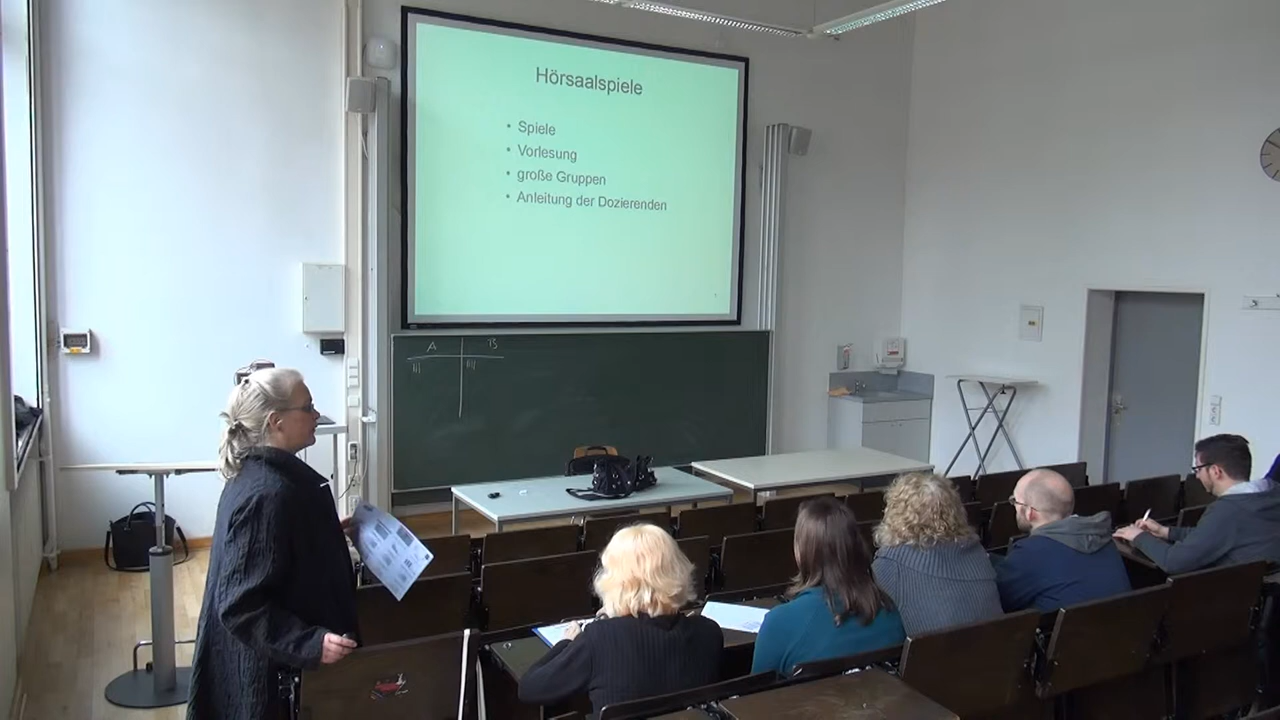 Hörsaalspiele
• Spiele
• Vorlesung
• große Gruppen
• Anleitung der Dozierenden
A B
||| ||||